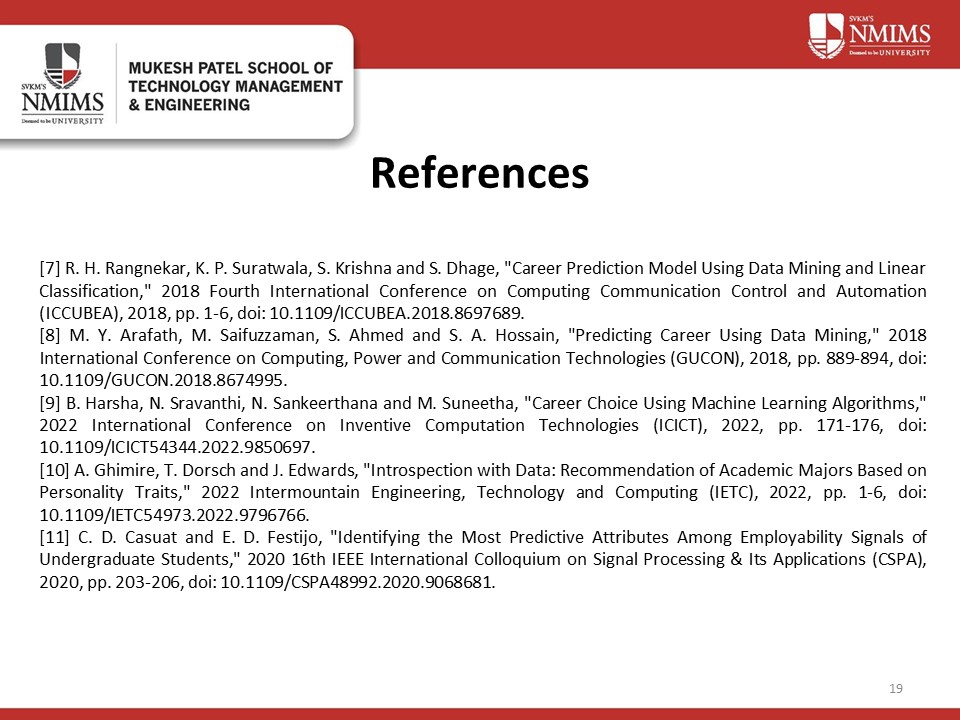 SVKM'S
NMIMS
Deemed to be UNIVERSITY
SVKM'S
NMIMS
Deemed to be UNIVERSITY
MUKESH PATEL SCHOOL OF
TECHNOLOGY MANAGEMENT
& ENGINEERING
References
[7] R. H. Rangnekar, K. P. Suratwala, S. Krishna and S. Dhage, "Career Prediction Model Using Data Mining and Linear
Classification," 2018 Fourth International Conference on Computing Communication Control and Automation
(ICCUBEA), 2018, pp. 1-6, doi: 10.1109/ICCUBEA.2018.8697689.
[8] M. Y. Arafath, M. Saifuzzaman, S. Ahmed and S. A. Hossain, "Predicting Career Using Data Mining," 2018
International Conference on Computing, Power and Communication Technologies (GUCON), 2018, pp. 889-894, doi:
10.1109/GUCON.2018.8674995.
[9] B. Harsha, N. Sravanthi, N. Sankeerthana and M. Suneetha, "Career Choice Using Machine Learning Algorithms,"
2022 International Conference on Inventive Computation Technologies (ICICT), 2022, pp. 171-176, doi:
10.1109/ICICT54344.2022.9850697.
[10] A. Ghimire, T. Dorsch and J. Edwards, "Introspection with Data: Recommendation of Academic Majors Based on
Personality Traits," 2022 Intermountain Engineering, Technology and Computing (IETC), 2022, pp. 1-6, doi:
10.1109/IETC54973.2022.9796766.
[11] C. D. Casuat and E. D. Festijo, "Identifying the Most Predictive Attributes Among Employability Signals of
Undergraduate Students," 2020 16th IEEE International Colloquium on Signal Processing & Its Applications (CSPA),
2020, pp. 203-206, doi: 10.1109/CSPA48992.2020.9068681.
19